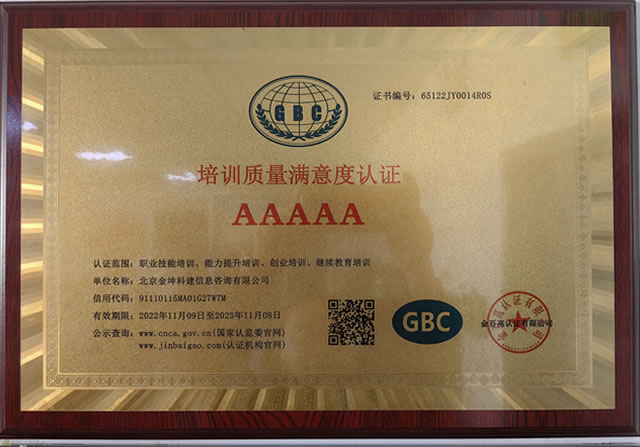 GBC
证书编号：65122JY0014R0S
培训质量满意度认证
AAAAA
认证范围：职业技能培训、能力提升培训、创业培训、继续教育培训
单位名称：北京金坤科建信息咨询有限公司
信用代码：91110115MA01G27W7M
有效期限：2022年11月09日至2025年11月08日
公示查询：www.cnca.gov.cn(国家认监委官网)
www.jinbaigao.com(认证机构官网)
GBC
金百高认证有限公司